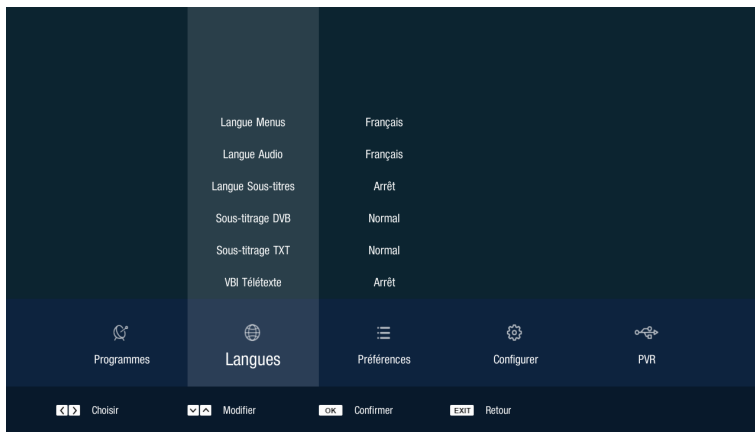 Langue Menus Français
Langue Audio Français
Langue Sous-titres Arrêt
Sous-titrage DVB Normal
Sous-titrage TXT Normal
VBI Télétexte Arrêt
Programmes Langues Préférences Configurer PVR
Choisir Modifier OK Confirmer EXIT Retour